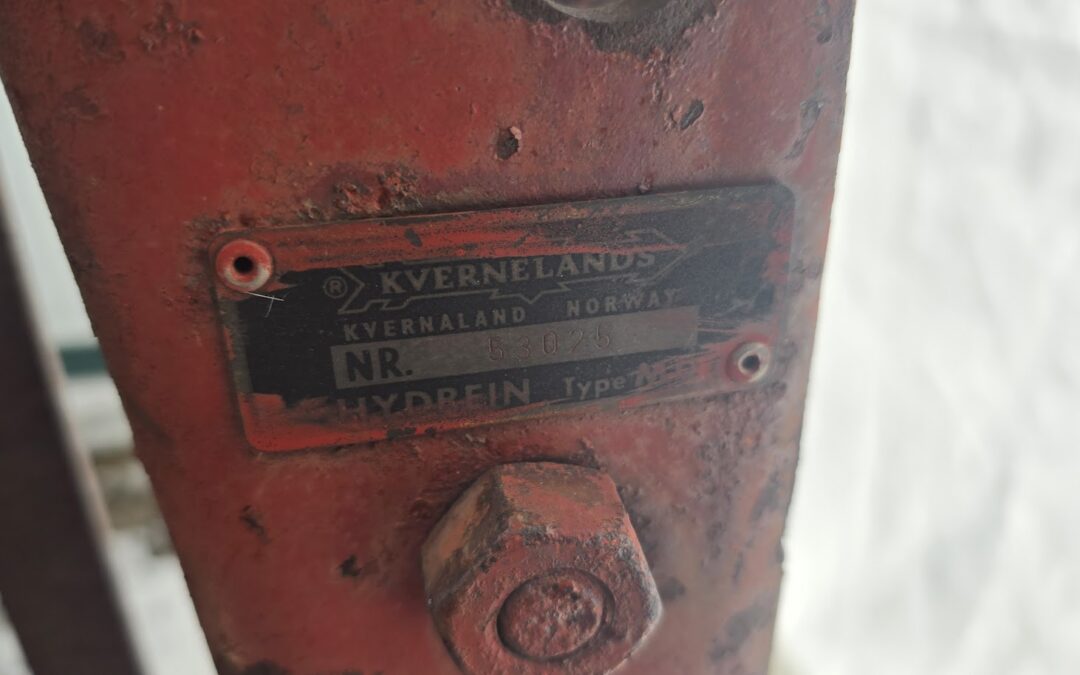 ® KVERNELANDS
KVERNALAND NORWAY
NR. 53025
HYDREIN Type